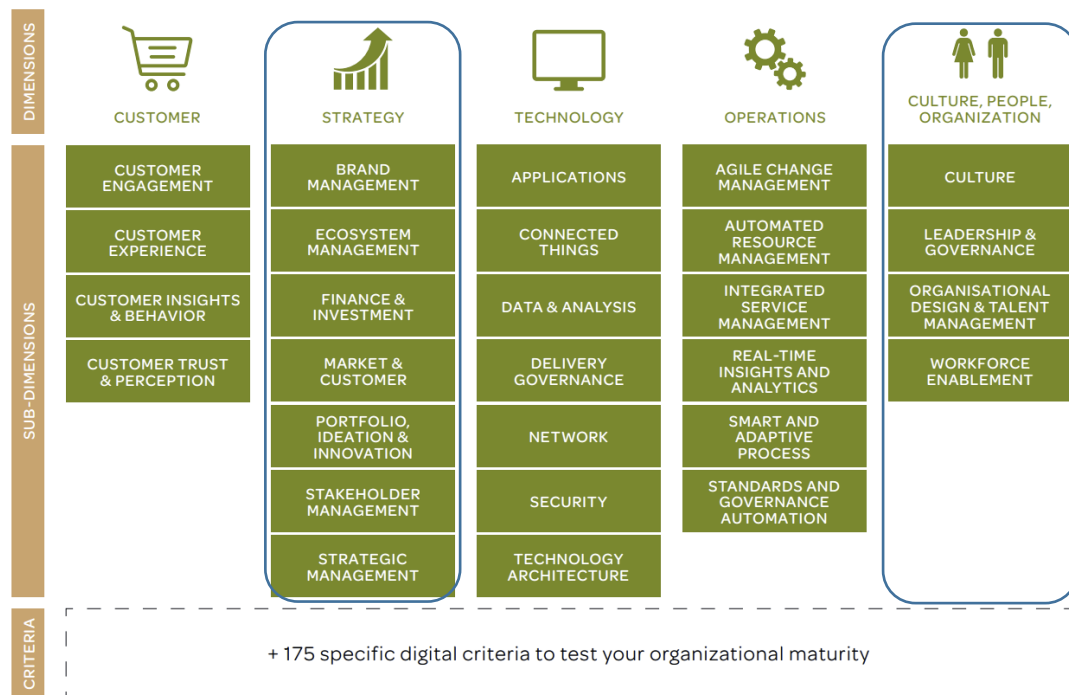 DIMENSIONS
CUSTOMER
STRATEGY
TECHNOLOGY
OPERATIONS
CULTURE, PEOPLE,
ORGANIZATION
SUB-DIMENSIONS
CUSTOMER
ENGAGEMENT
CUSTOMER
EXPERIENCE
CUSTOMER INSIGHTS
& BEHAVIOR
CUSTOMER TRUST
& PERCEPTION
BRAND
MANAGEMENT
ECOSYSTEM
MANAGEMENT
FINANCE &
INVESTMENT
MARKET &
CUSTOMER
PORTFOLIO,
IDEATION &
INNOVATION
STAKEHOLDER
MANAGEMENT
STRATEGIC
MANAGEMENT
APPLICATIONS
CONNECTED
THINGS
DATA & ANALYSIS
DELIVERY
GOVERNANCE
NETWORK
SECURITY
TECHNOLOGY
ARCHITECTURE
AGILE CHANGE
MANAGEMENT
AUTOMATED
RESOURCE
MANAGEMENT
INTEGRATED
SERVICE
MANAGEMENT
REAL-TIME
INSIGHTS AND
ANALYTICS
SMART AND
ADAPTIVE
PROCESS
STANDARDS AND
GOVERNANCE
AUTOMATION
CULTURE
LEADERSHIP &
GOVERNANCE
ORGANISATIONAL
DESIGN & TALENT
MANAGEMENT
WORKFORCE
ENABLEMENT
CRITERIA
+ 175 specific digital criteria to test your organizational maturity